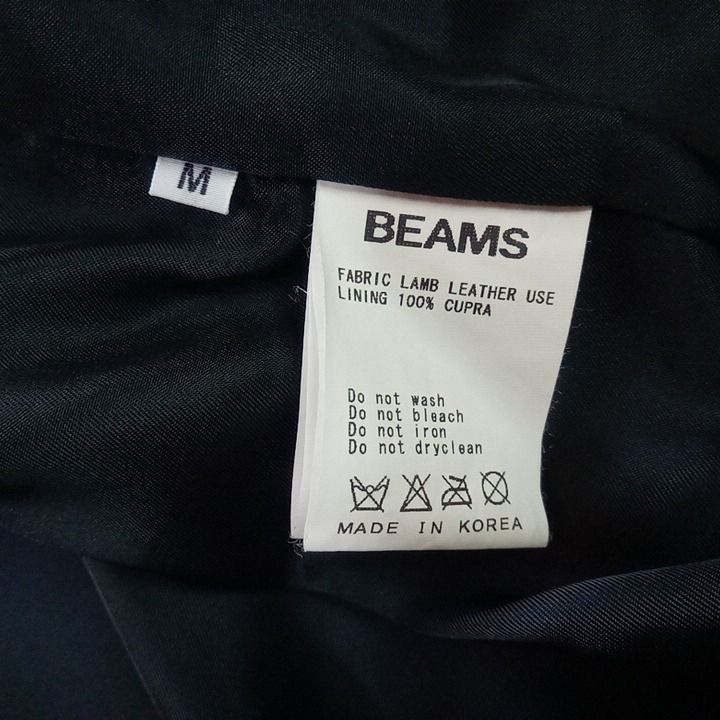 M
BEAMS
FABRIC LAMB LEATHER USE
LINING 100% CUPRA
Do not wash
Do not bleach
Do not iron
Do not dryclean
MADE IN KOREA